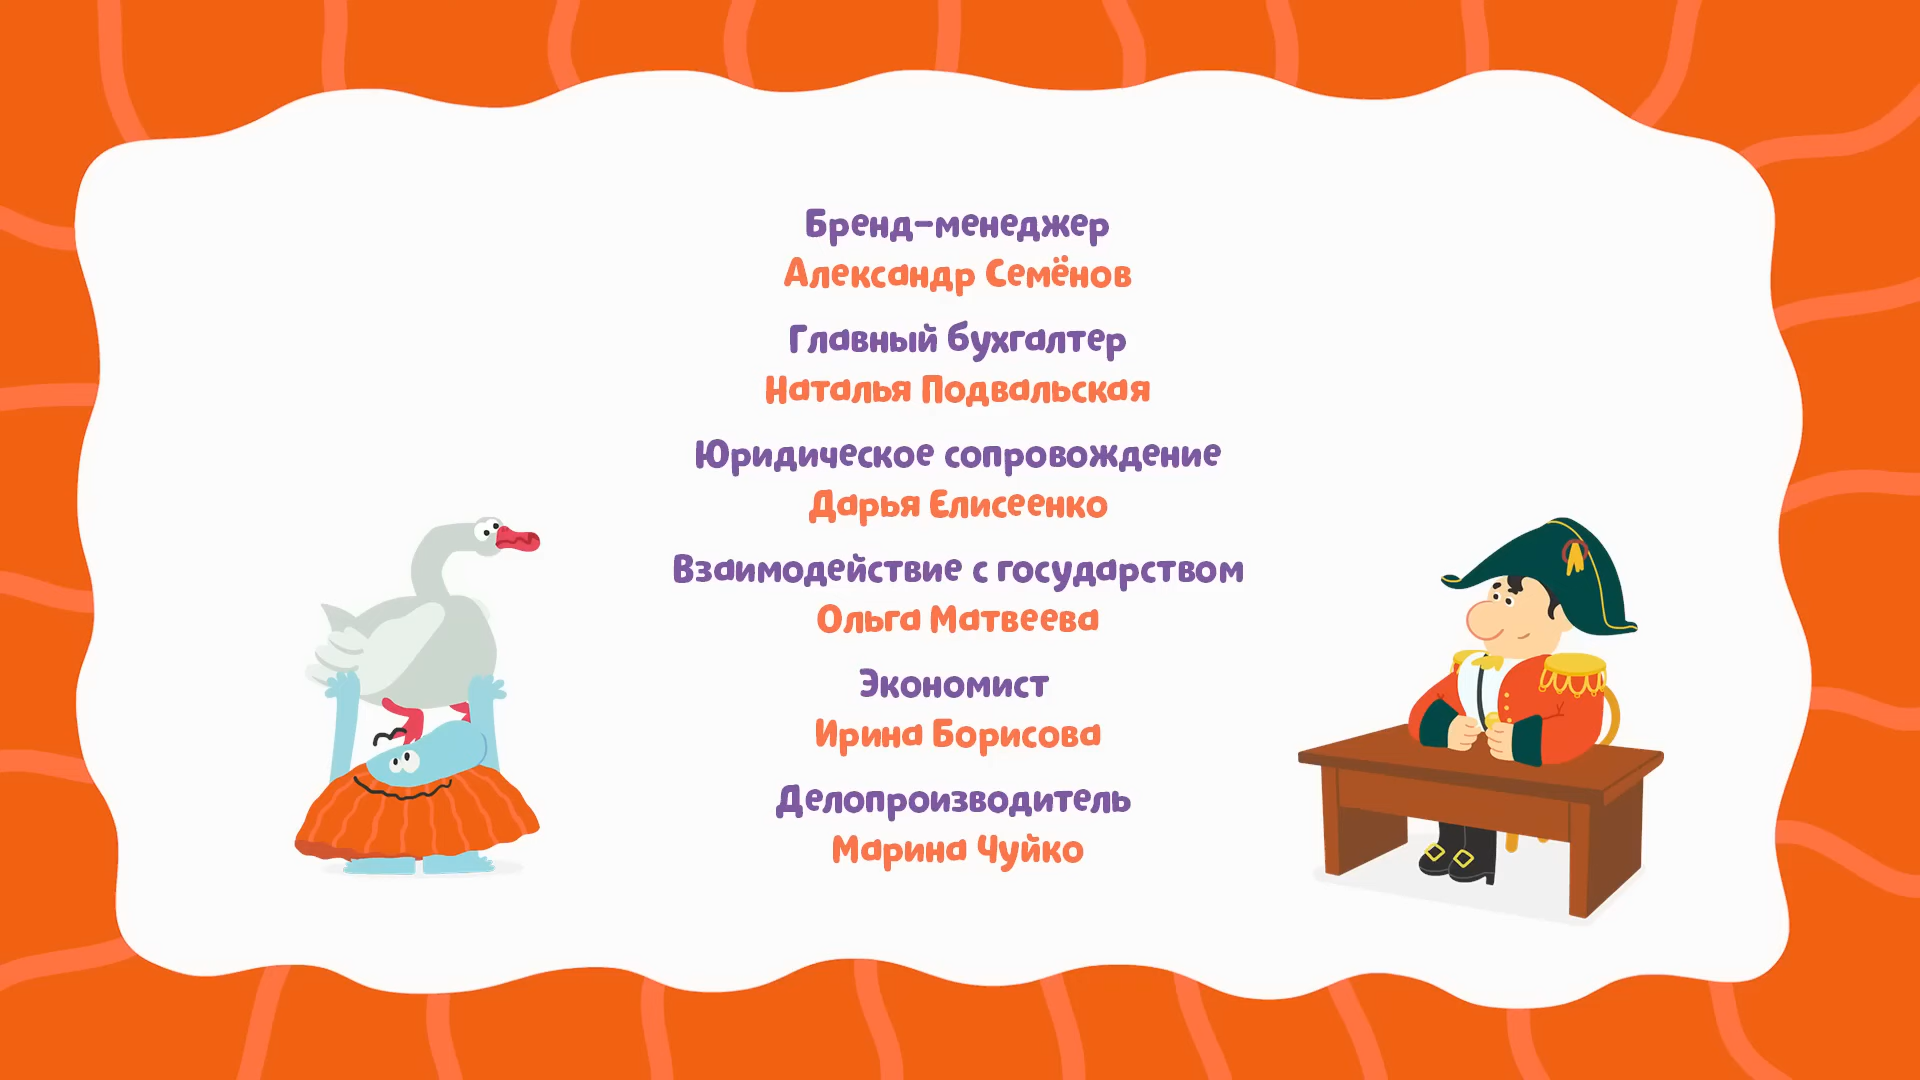 Бренд-менеджер
Александр Семёнов
Главный бухгалтер
Наталья Подвальская
Юридическое сопровождение
Дарья Елисеенко
Взаимодействие с государством
Ольга Матвеева
Экономист
Ирина Борисова
Делопроизводитель
Марина Чуйко